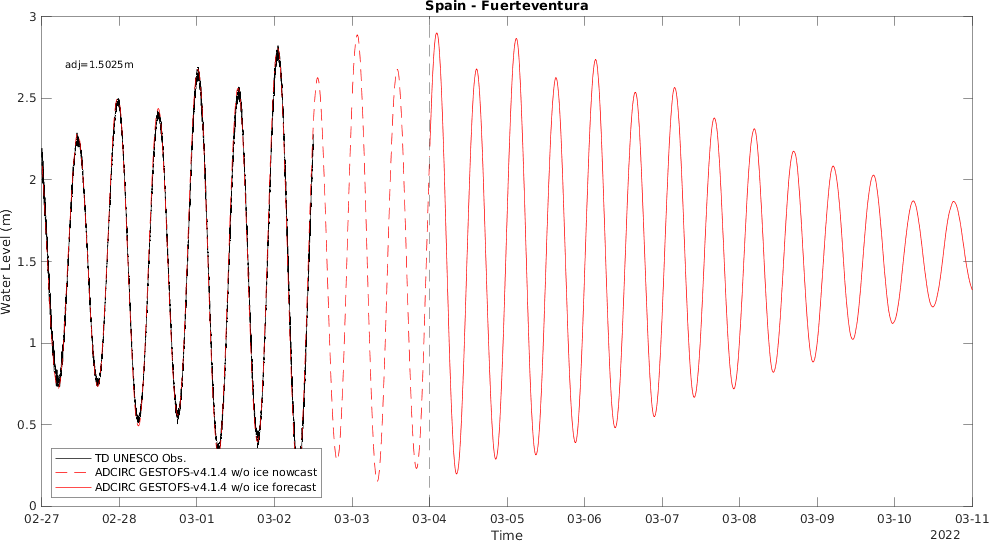 Spain - Fuerteventura
adj=1.5025m
Water Level (m)
3
2.5
2
1.5
1
0.5
0
TD UNESCO Obs.
ADCIRC GESTOFS-v4.1.4 w/o ice nowcast
ADCIRC GESTOFS-v4.1.4 w/o ice forecast
02-27 02-28 03-01 03-02 03-03 03-04 03-05 03-06 03-07 03-08 03-09 03-10 03-11
Time
2022